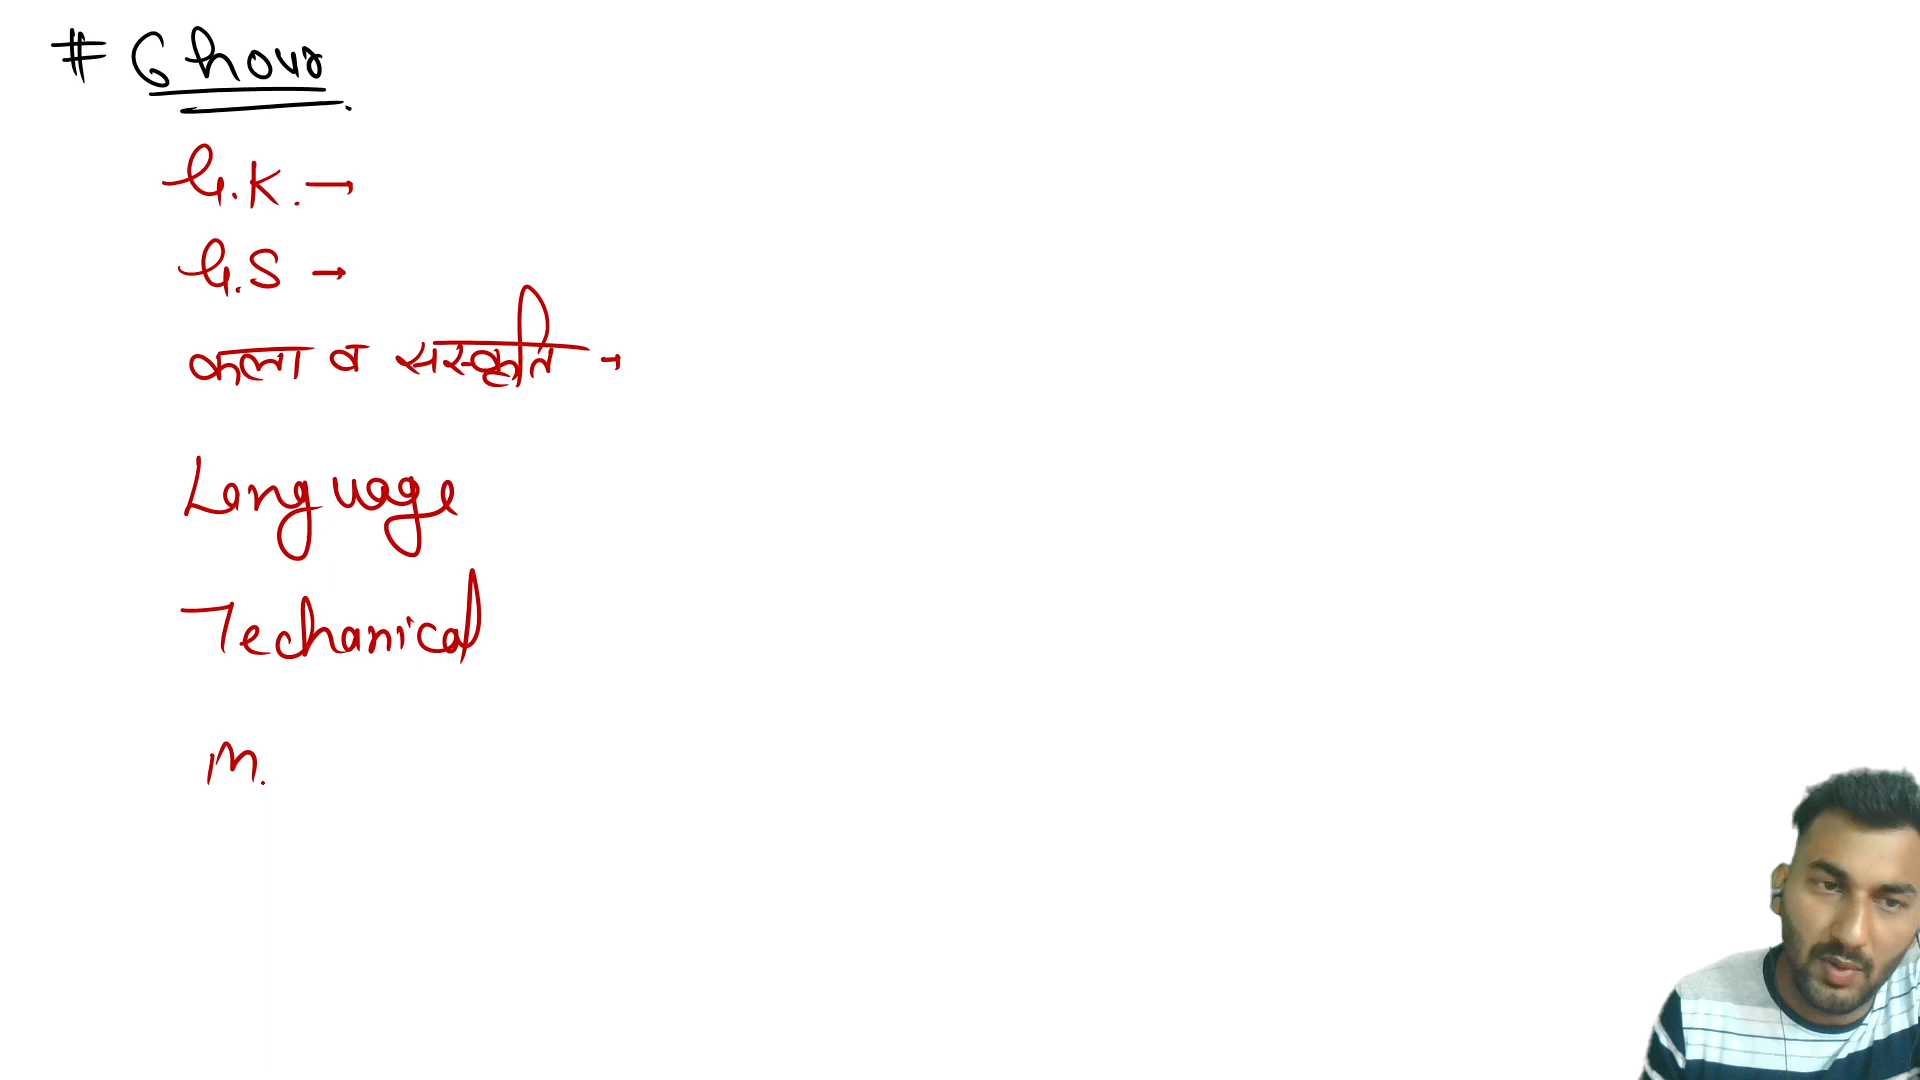 # 6 hour
G.K. →
G.S →
कला व संस्कृति →
Language
Techanical
M.